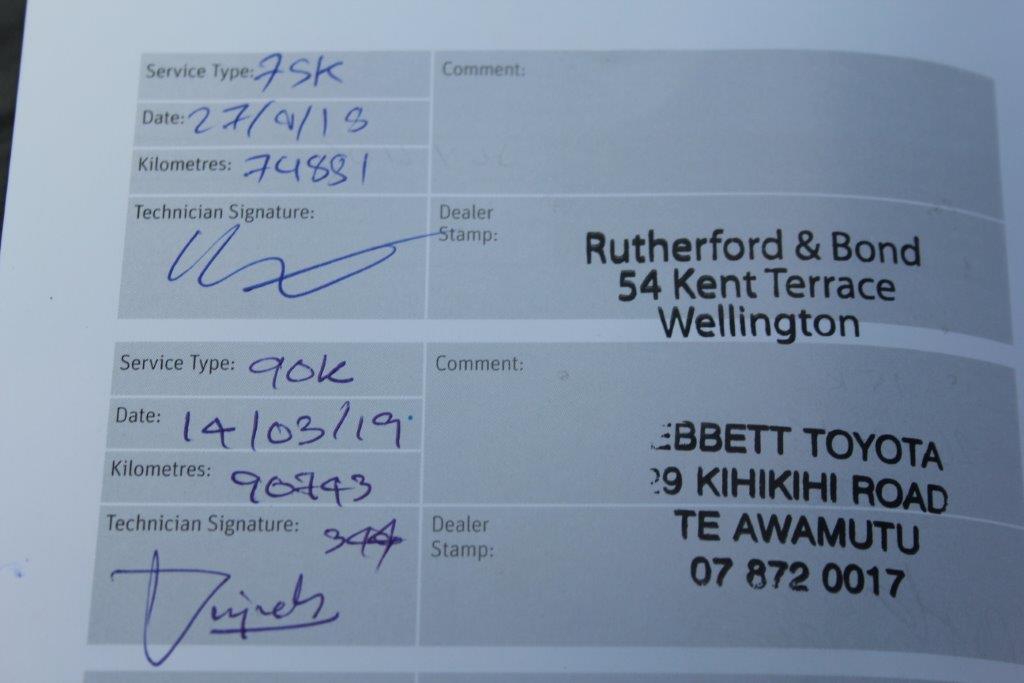 Service Type: 75K
Comment:
Date: 27/9/18
Kilometres: 74881
Technician Signature:
Dealer
Stamp:
Rutherford & Bond
54 Kent Terrace
Wellington
Service Type: 90K
Comment:
Date: 14/03/19
Kilometres: 90743
Technician Signature:
344
Dealer
Stamp:
EBBETT TOYOTA
29 KIHIKIHI ROAD
TE AWAMUTU
07 872 0017